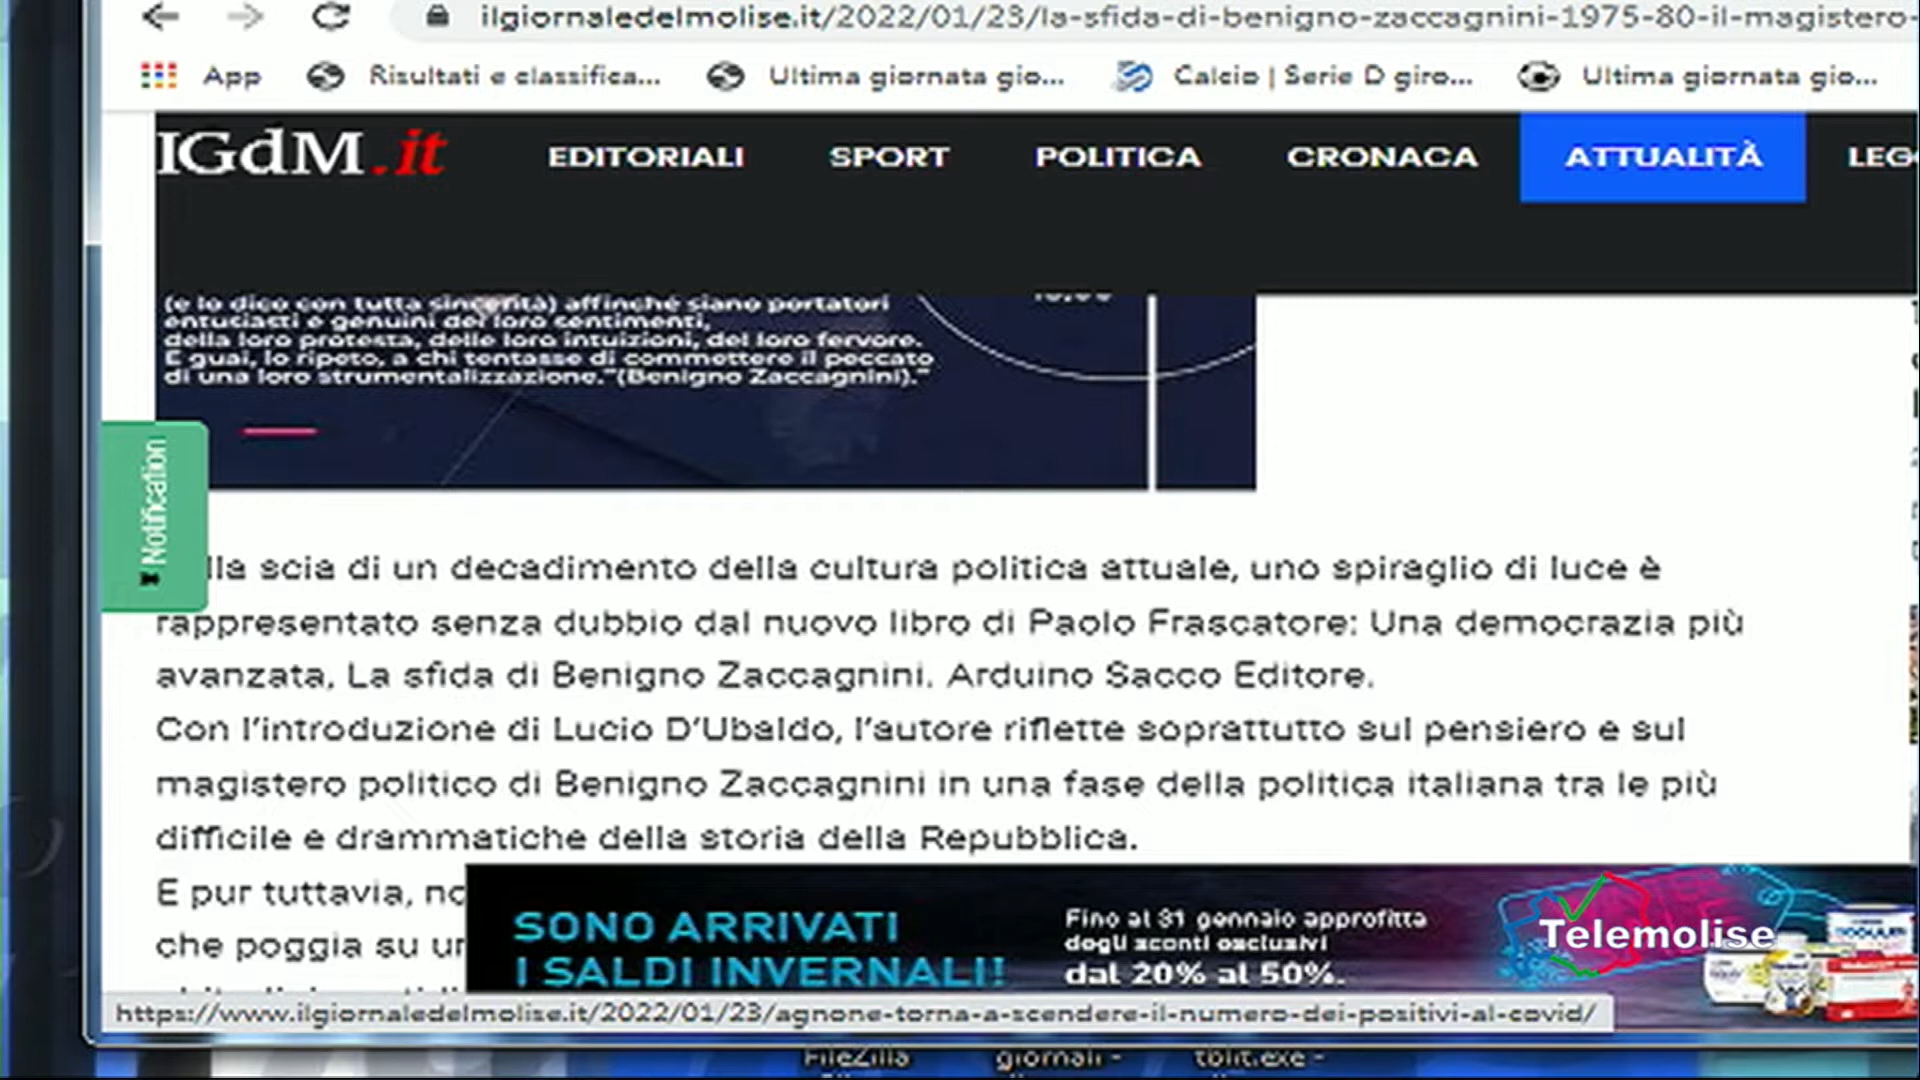 ilgiornaledelmolise.it/2022/01/23/la-sfida-di-benigno-zaccagnini-1975-80-il-magistero-
App Risultati e classifica... Ultima giornata gio... Calcio | Serie D giro... Ultima giornata gio...
IGdM.it EDITORIALI SPORT POLITICA CRONACA ATTUALITÀ LEGG
(e lo dico con tutta sincerità) affinché siano portatori
entusiasti e genuini dei loro sentimenti,
della loro protesta, delle loro intuizioni, del loro fervore.
E guai, lo ripeto, a chi tentasse di commettere il peccato
di una loro strumentalizzazione."(Benigno Zaccagnini)."
Notification
lla scia di un decadimento della cultura politica attuale, uno spiraglio di luce è
rappresentato senza dubbio dal nuovo libro di Paolo Frascatore: Una democrazia più
avanzata, La sfida di Benigno Zaccagnini. Arduino Sacco Editore.
Con l'introduzione di Lucio D'Ubaldo, l'autore riflette soprattutto sul pensiero e sul
magistero politico di Benigno Zaccagnini in una fase della politica italiana tra le più
difficile e drammatiche della storia della Repubblica.
E pur tuttavia, no
che poggia su un
SONO ARRIVATI
I SALDI INVERNALI!
Fino al 31 gennaio approfitta
degli sconti esclusivi
dal 20% al 50%.
Telemolise
https://www.ilgiornaledelmolise.it/2022/01/23/agnone-torna-a-scendere-il-numero-dei-positivi-al-covid/
FileZilla giornali - tblit.exe -